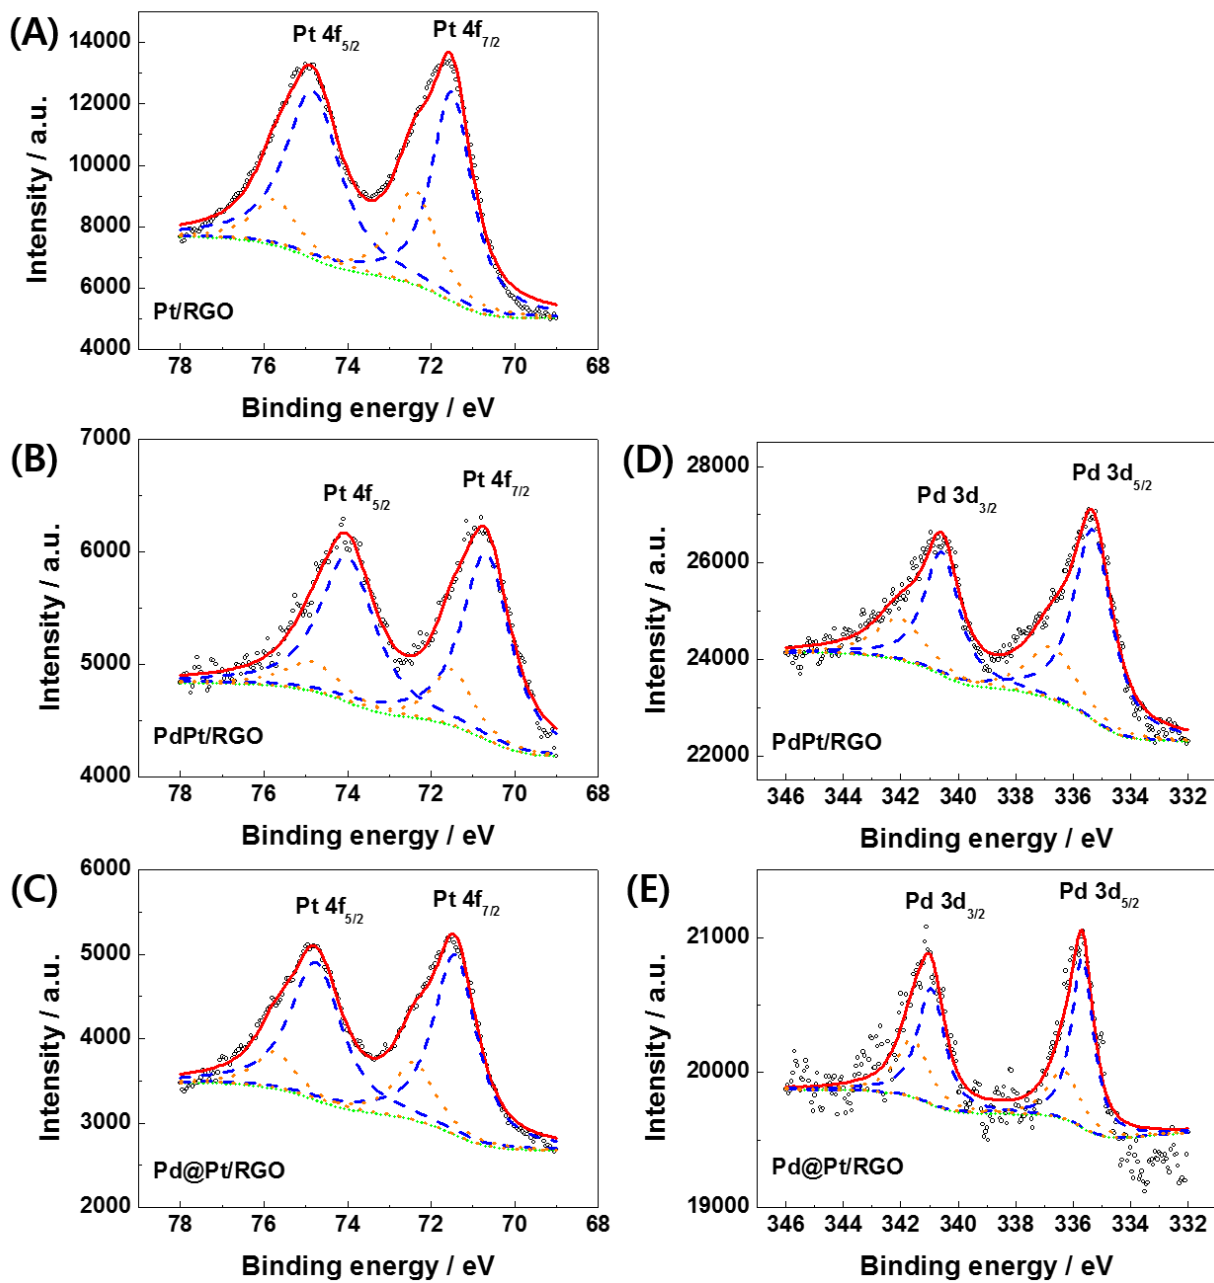 (A)
Pt 4f5/2
Pt 4f7/2
14000
12000
10000
8000
6000
4000
Intensity / a.u.
Pt/RGO
78 76 74 72 70 68
Binding energy / eV
(B)
7000
6000
5000
4000
Intensity / a.u.
Pt 4f5/2
Pt 4f7/2
PdPt/RGO
78 76 74 72 70 68
Binding energy / eV
(D)
28000
26000
24000
22000
Intensity / a.u.
Pd 3d3/2
Pd 3d5/2
PdPt/RGO
346 344 342 340 338 336 334 332
Binding energy / eV
(C)
6000
5000
4000
3000
2000
Intensity / a.u.
Pt 4f5/2
Pt 4f7/2
Pd@Pt/RGO
78 76 74 72 70 68
Binding energy / eV
(E)
21000
20000
19000
Intensity / a.u.
Pd 3d3/2
Pd 3d5/2
Pd@Pt/RGO
346 344 342 340 338 336 334 332
Binding energy / eV